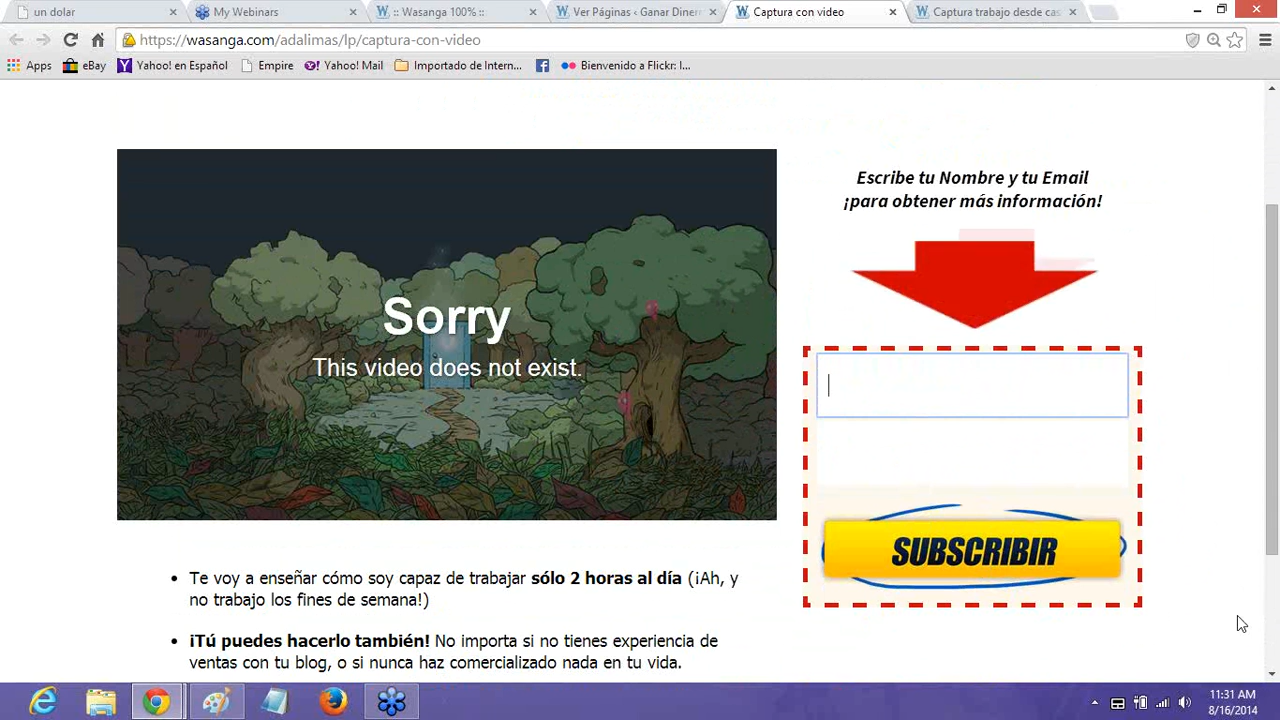 un dolar
My Webinars
:: Wasanga 100% ::
Ver Páginas ‹ Ganar Diner
Captura con video
Captura trabajo desde cas
https://wasanga.com/adalimas/lp/captura-con-video
Apps
eBay
Yahoo! en Español
Empire
Yahoo! Mail
Importado de Intern...
Bienvenido a Flickr: l...
Escribe tu Nombre y tu Email
¡para obtener más información!
Sorry
This video does not exist.
SUBSCRIBIR
• Te voy a enseñar cómo soy capaz de trabajar sólo 2 horas al día (¡Ah, y
no trabajo los fines de semana!)
• ¡Tú puedes hacerlo también! No importa si no tienes experiencia de
ventas con tu blog, o si nunca haz comercializado nada en tu vida.
11:31 AM
8/16/2014